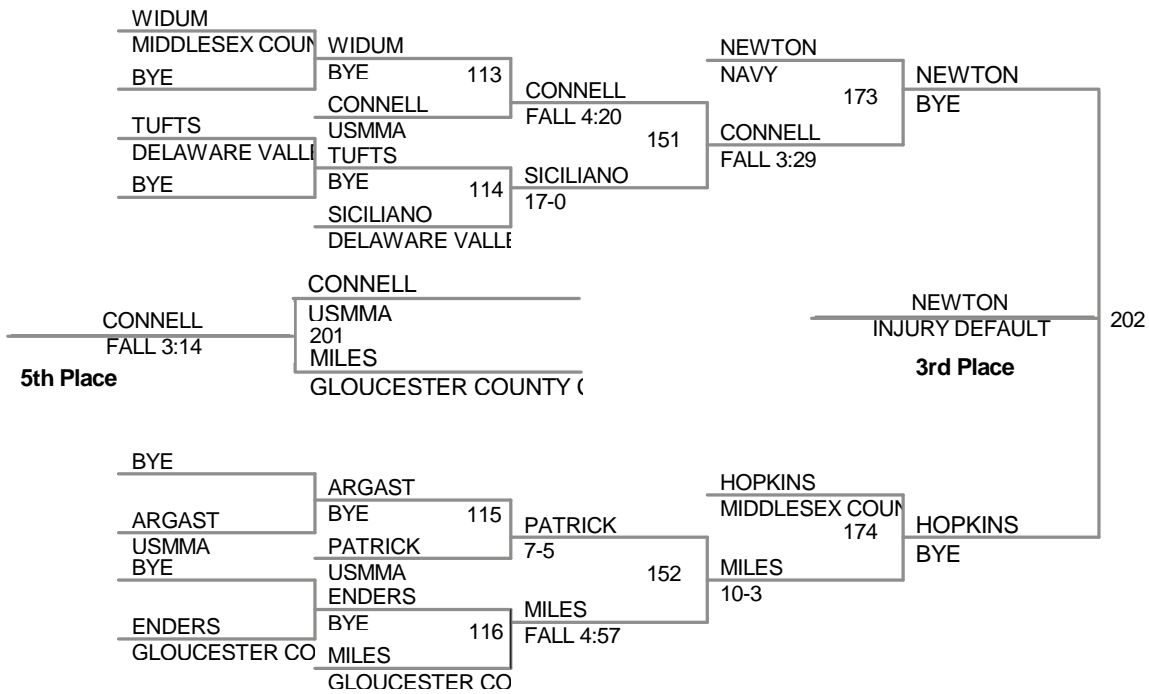 WIDUM
MIDDLESEX COUN
BYE
TUFTS
DELAWARE VALLE
BYE
WIDUM
BYE
113
CONNELL
USMMA
TUFTS
BYE
114
SICILIANO
DELAWARE VALLE
CONNELL
FALL 4:20
151
SICILIANO
17-0
NEWTON
NAVY
173
CONNELL
FALL 3:29
NEWTON
BYE
CONNELL
USMMA
201
MILES
GLOUCESTER COUNTY C
CONNELL
FALL 3:14
5th Place
NEWTON
INJURY DEFAULT
202
3rd Place
BYE
ARGAST
USMMA
BYE
ENDERS
GLOUCESTER CO
ARGAST
BYE
115
PATRICK
USMMA
ENDERS
BYE
116
MILES
GLOUCESTER CO
PATRICK
7-5
152
MILES
FALL 4:57
HOPKINS
MIDDLESEX COUN
174
MILES
10-3
HOPKINS
BYE